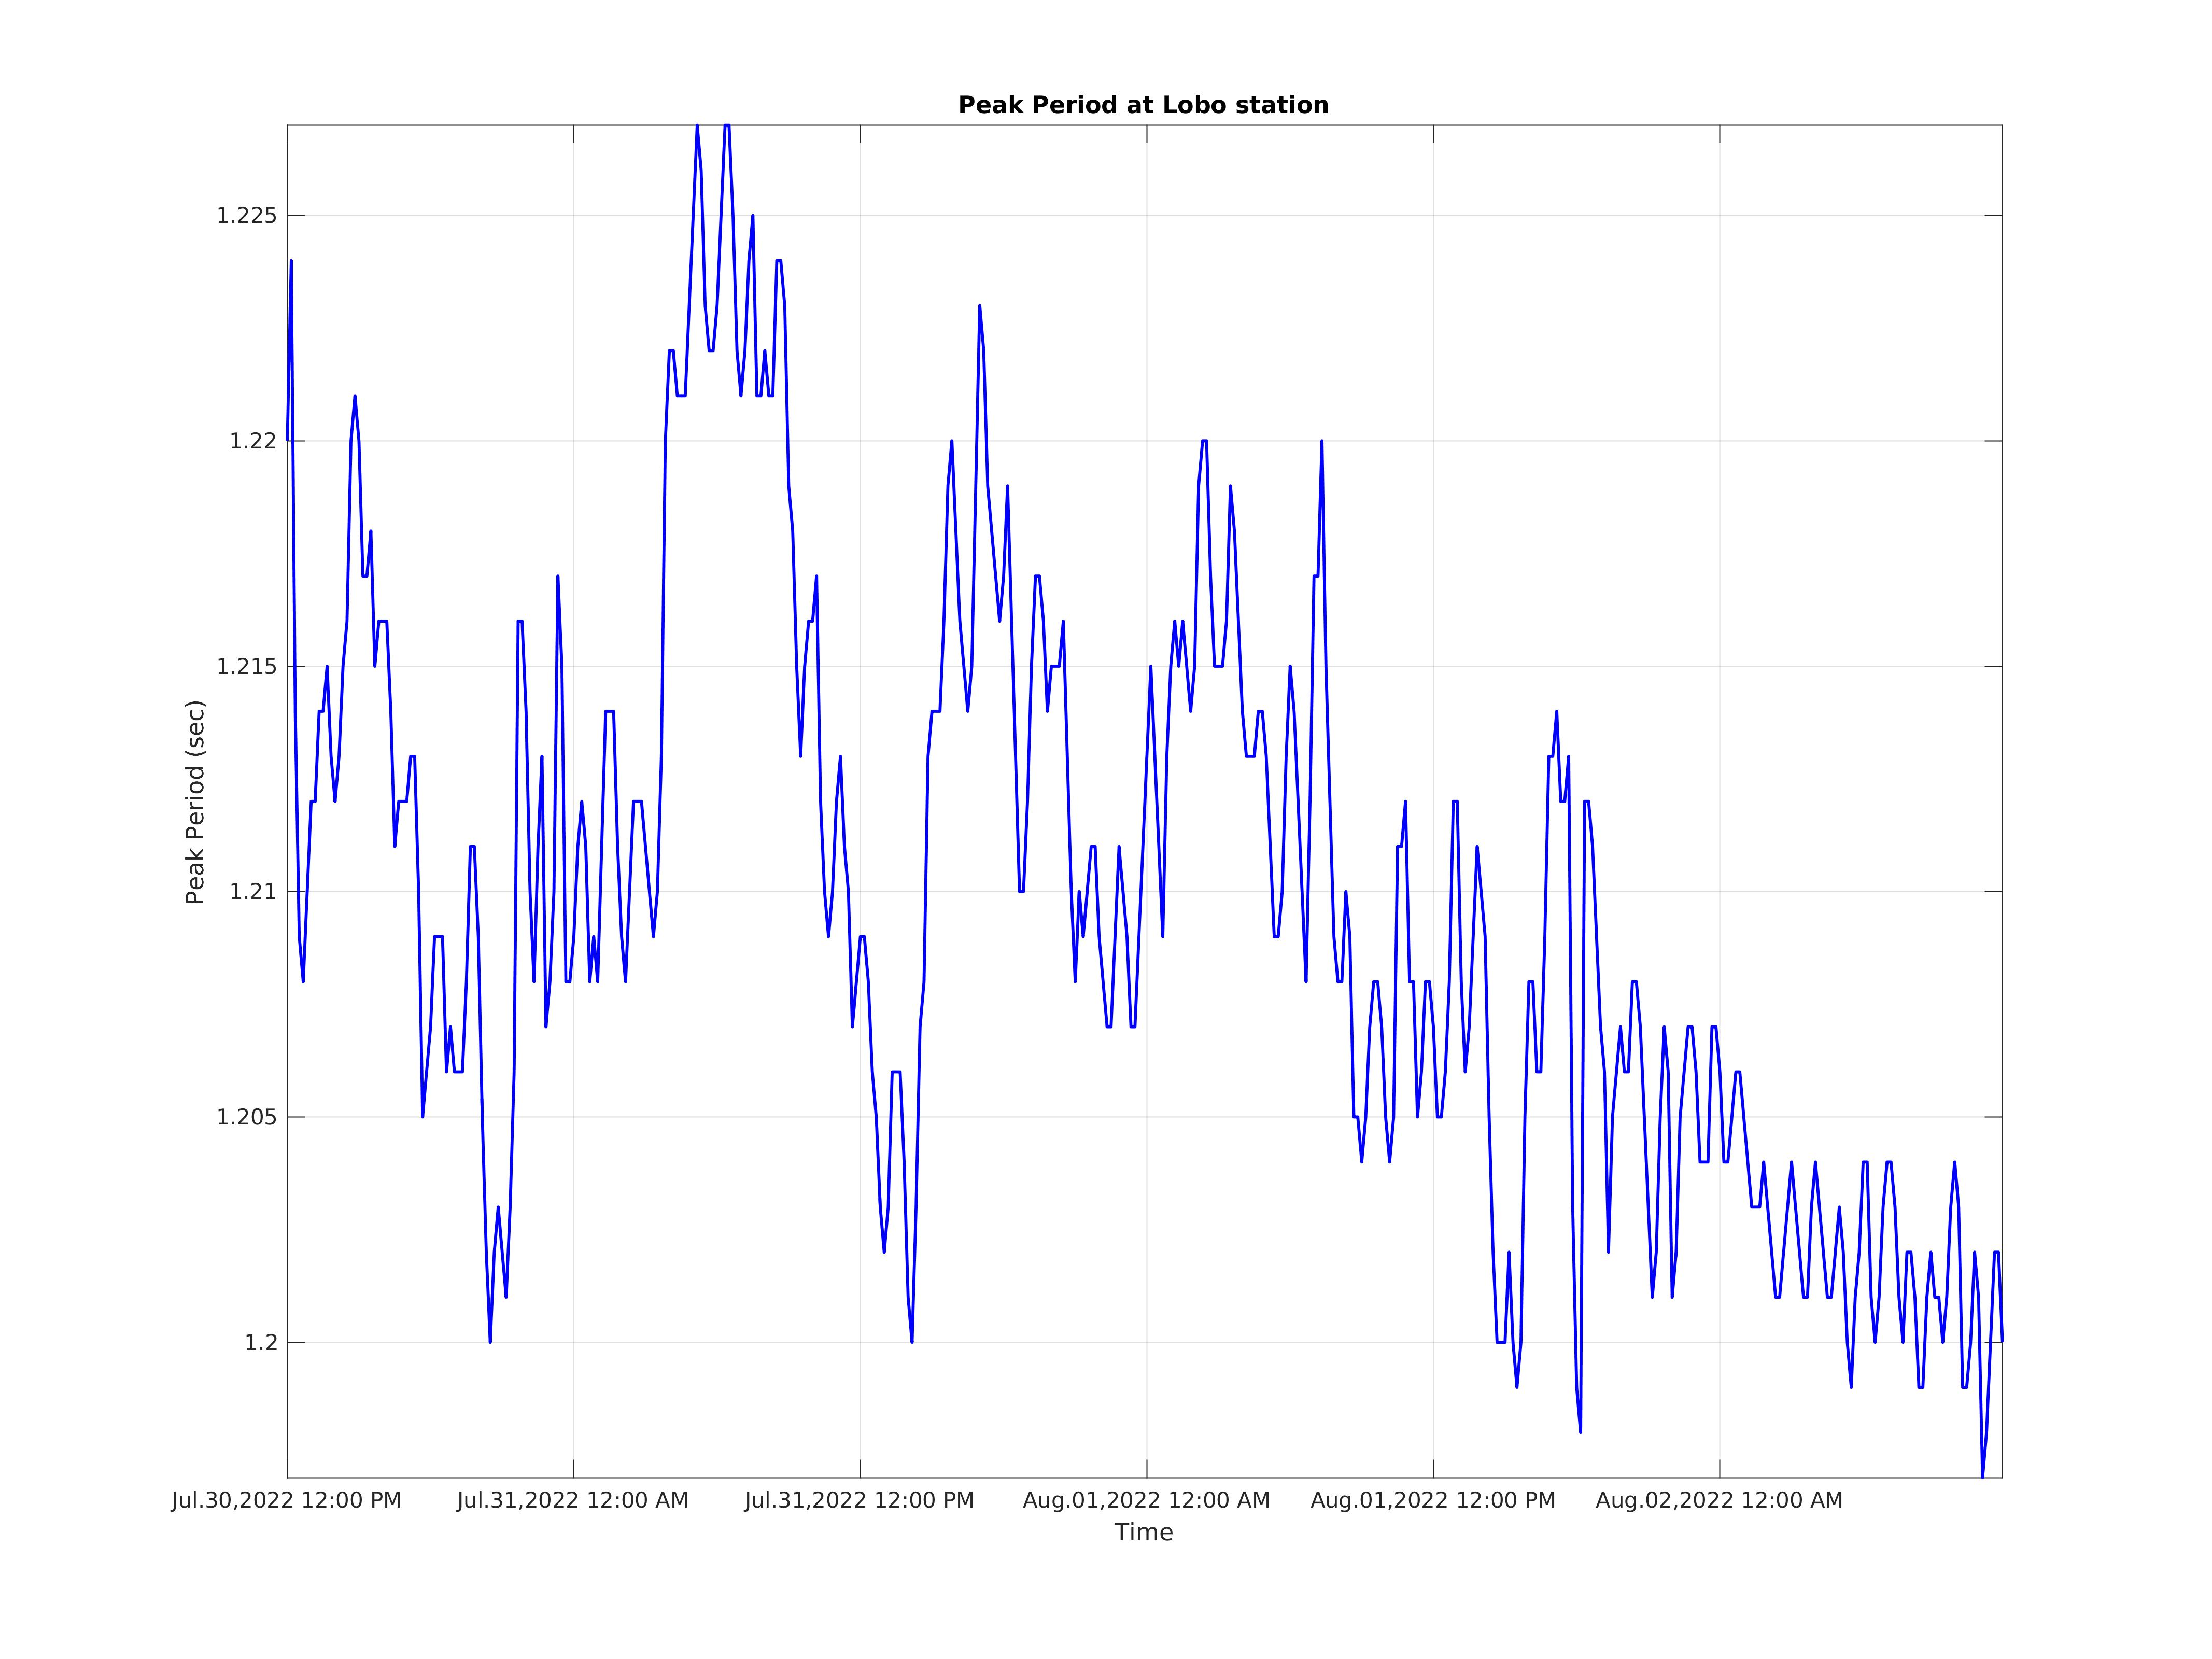 Peak Period at Lobo station
1.225
1.22
1.215
1.21
1.205
1.2
Peak Period (sec)
Jul.30,2022 12:00 PM
Jul.31,2022 12:00 AM
Jul.31,2022 12:00 PM
Aug.01,2022 12:00 AM
Aug.01,2022 12:00 PM
Aug.02,2022 12:00 AM
Time